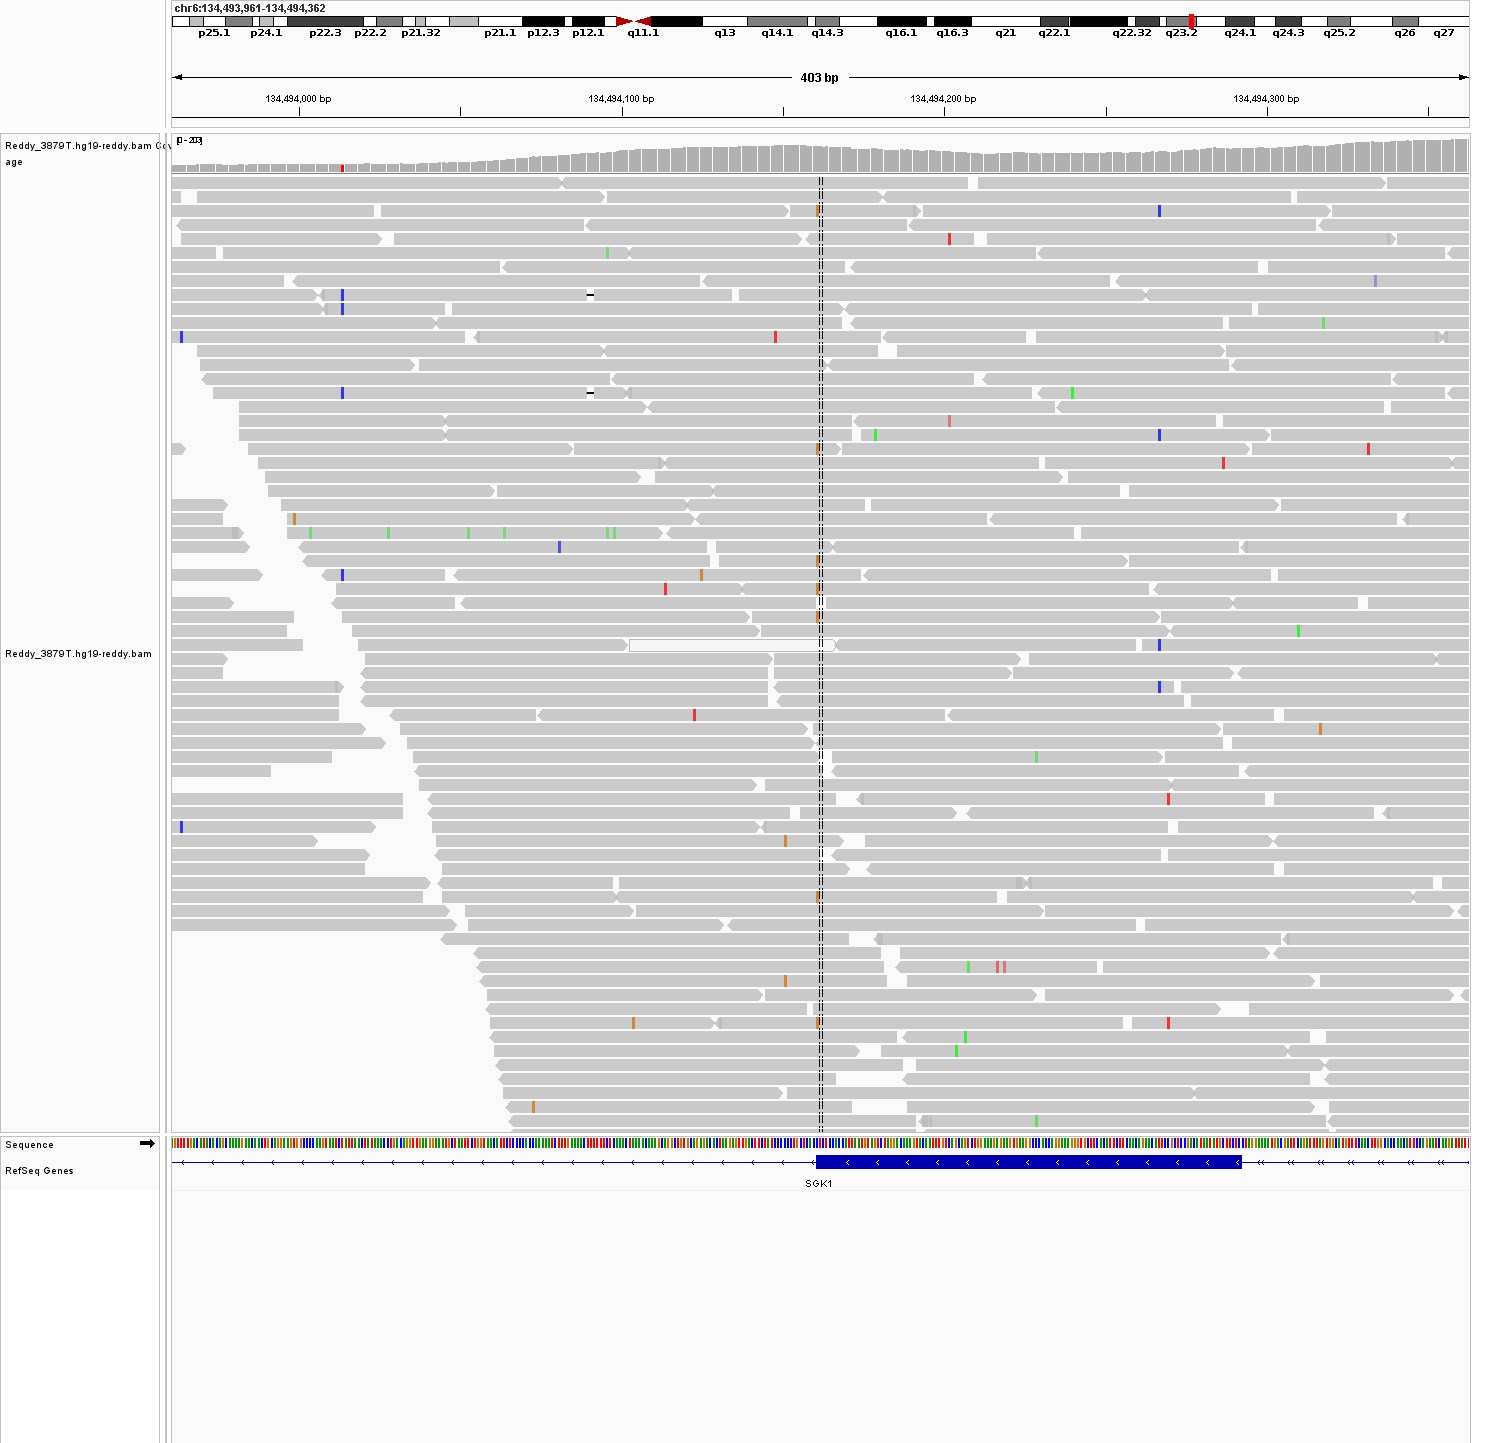 chr6:134,493,961-134,494,362
p25.1 p24.1 p22.3 p22.2 p21.32 p21.1 p12.3 p12.1 q11.1 q13 q14.1 q14.3 q16.1 q16.3 q21 q22.1 q22.32 q23.2 q24.1 q24.3 q25.2 q26 q27
403 bp
134,494,000 bp 134,494,100 bp 134,494,200 bp 134,494,300 bp
Reddy_3879T.hg19-reddy.bam Cov
age
Reddy_3879T.hg19-reddy.bam
Sequence
RefSeq Genes
SGK1